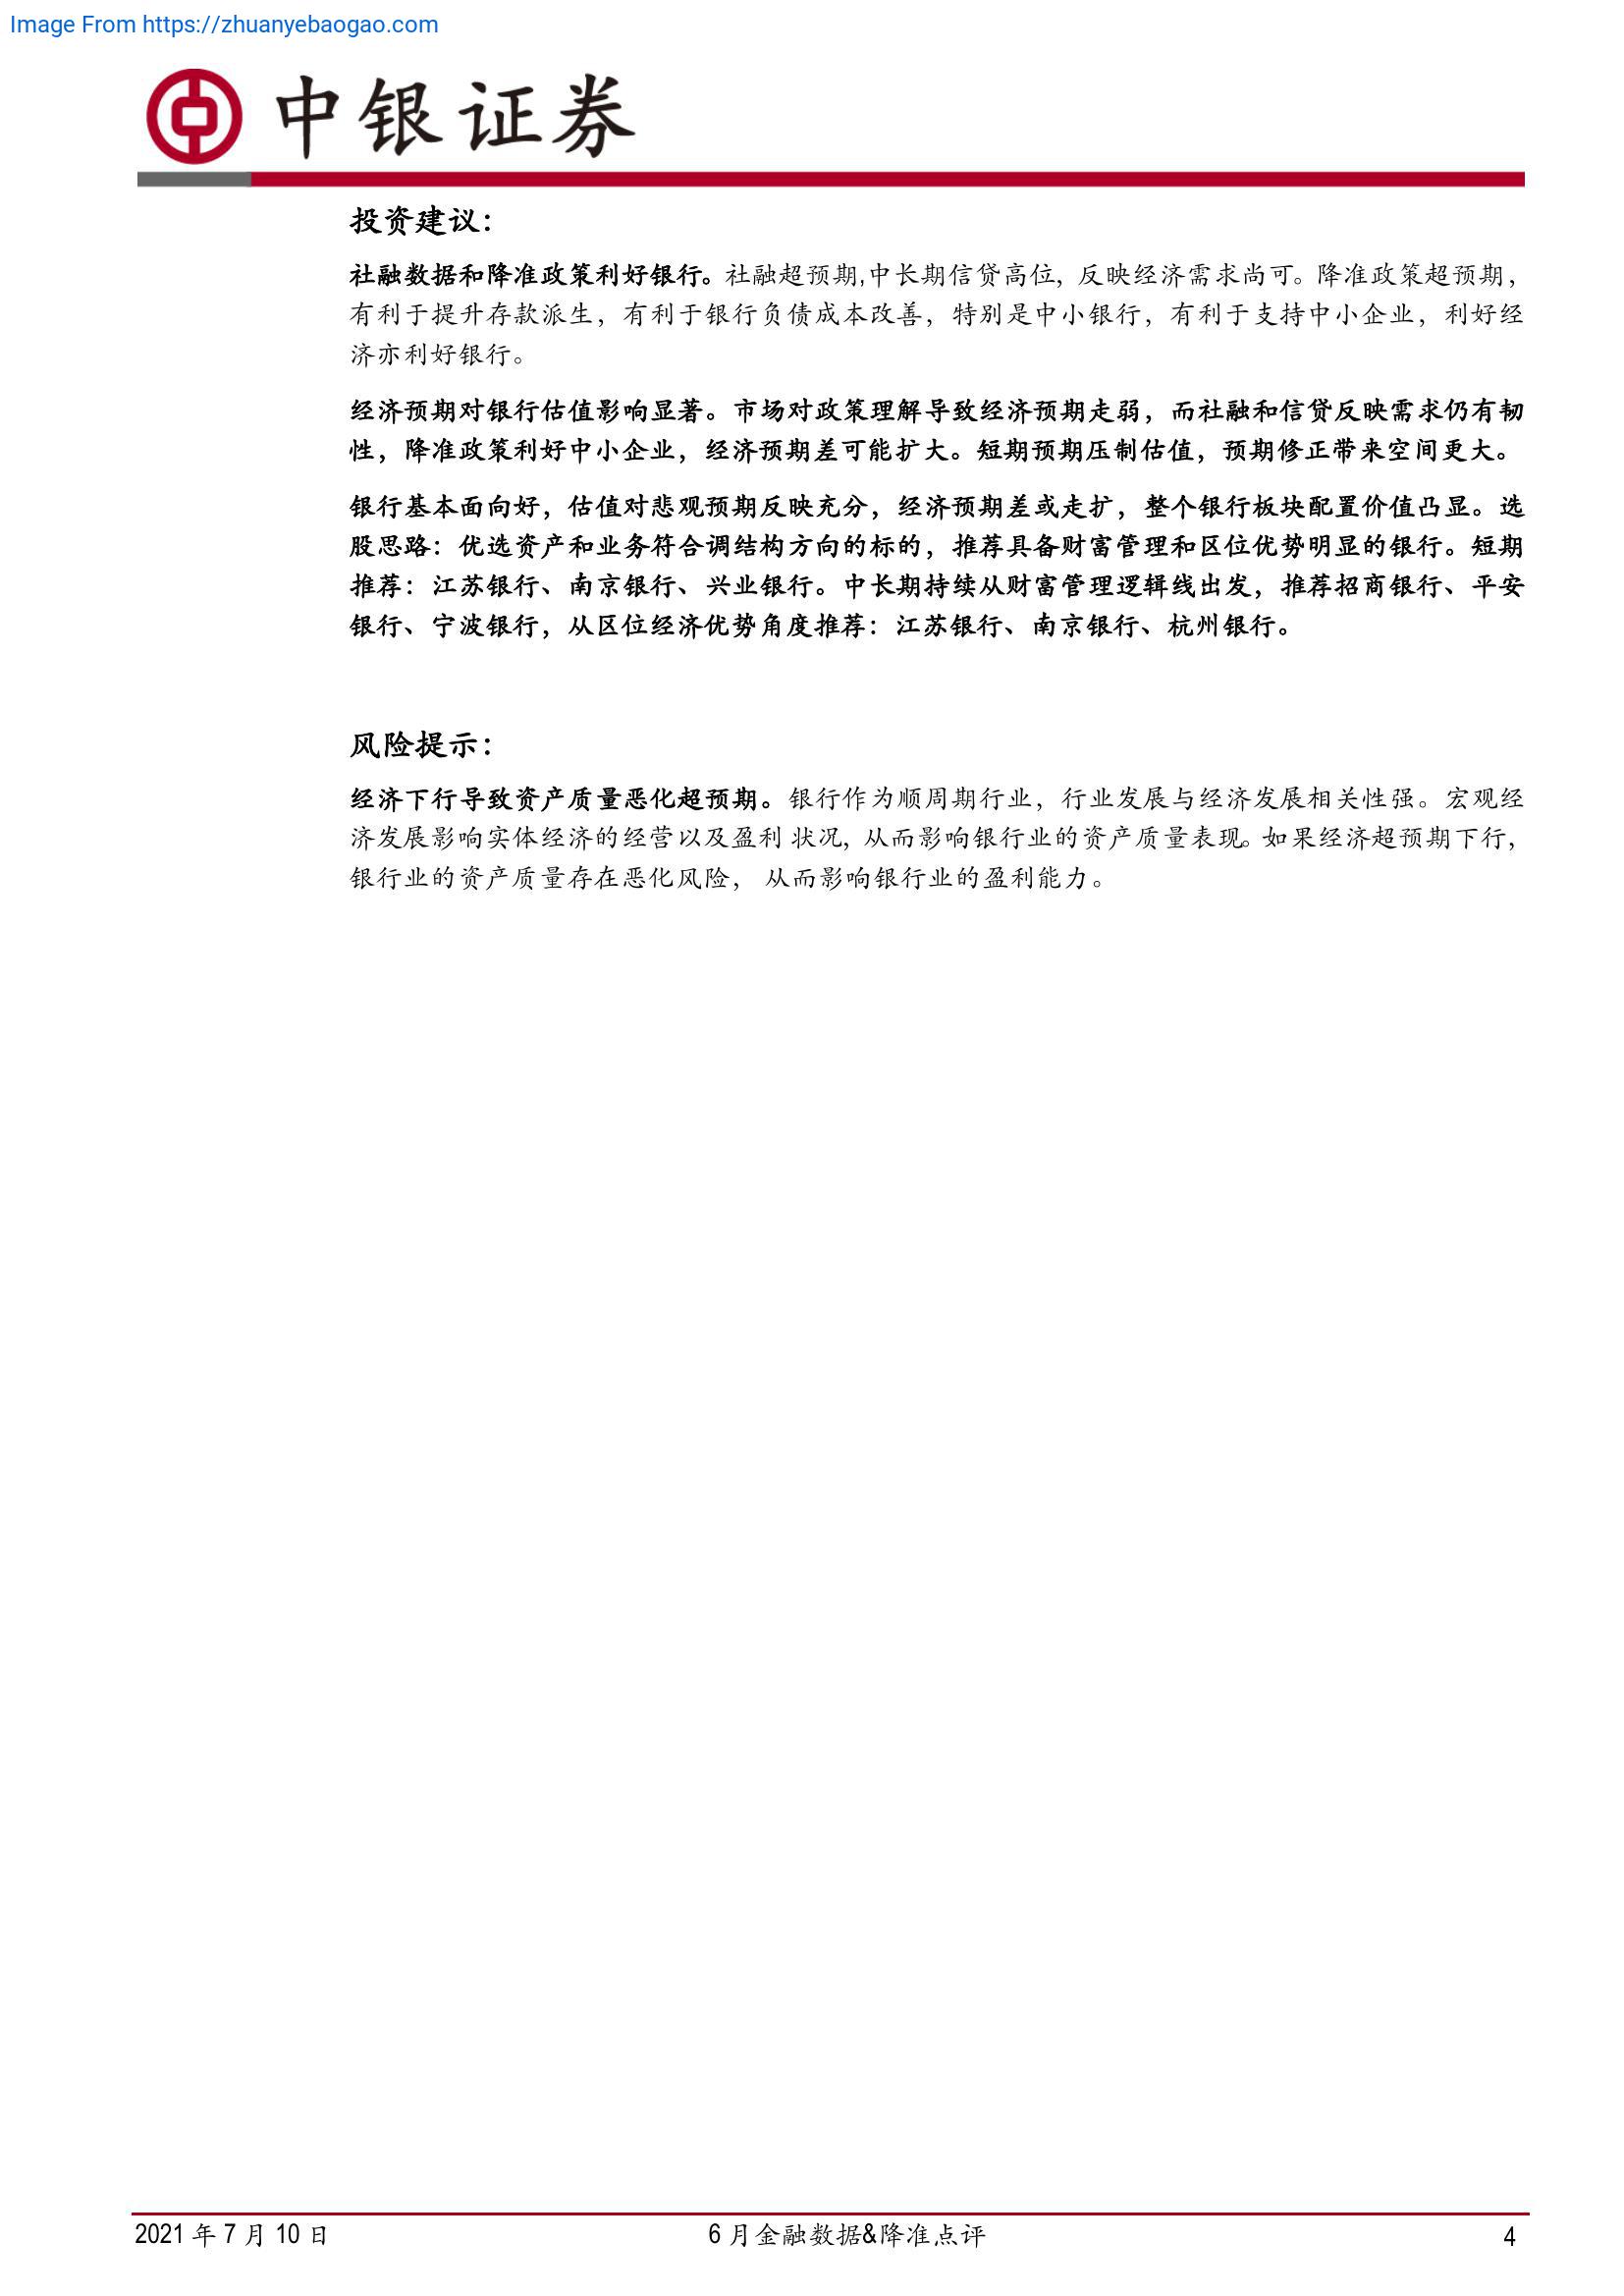 Image From https://zhuanyebaogao.com
中银证券
投资建议：
社融数据和降准政策利好银行。社融超预期,中长期信贷高位，反映经济需求尚可。降准政策超预期，
有利于提升存款派生，有利于银行负债成本改善，特别是中小银行，有利于支持中小企业，利好经
济亦利好银行。
经济预期对银行估值影响显著。市场对政策理解导致经济预期走弱，而社融和信贷反映需求仍有韧
性，降准政策利好中小企业，经济预期差可能扩大。短期预期压制估值，预期修正带来空间更大。
银行基本面向好，估值对悲观预期反映充分，经济预期差或走扩，整个银行板块配置价值凸显。选
股思路：优选资产和业务符合调结构方向的标的，推荐具备财富管理和区位优势明显的银行。短期
推荐：江苏银行、南京银行、兴业银行。中长期持续从财富管理逻辑线出发，推荐招商银行、平安
银行、宁波银行，从区位经济优势角度推荐：江苏银行、南京银行、杭州银行。
风险提示：
经济下行导致资产质量恶化超预期。银行作为顺周期行业，行业发展与经济发展相关性强。宏观经
济发展影响实体经济的经营以及盈利状况，从而影响银行业的资产质量表现。如果经济超预期下行，
银行业的资产质量存在恶化风险， 从而影响银行业的盈利能力。
2021 年 7 月 10 日
6 月金融数据&降准点评
4